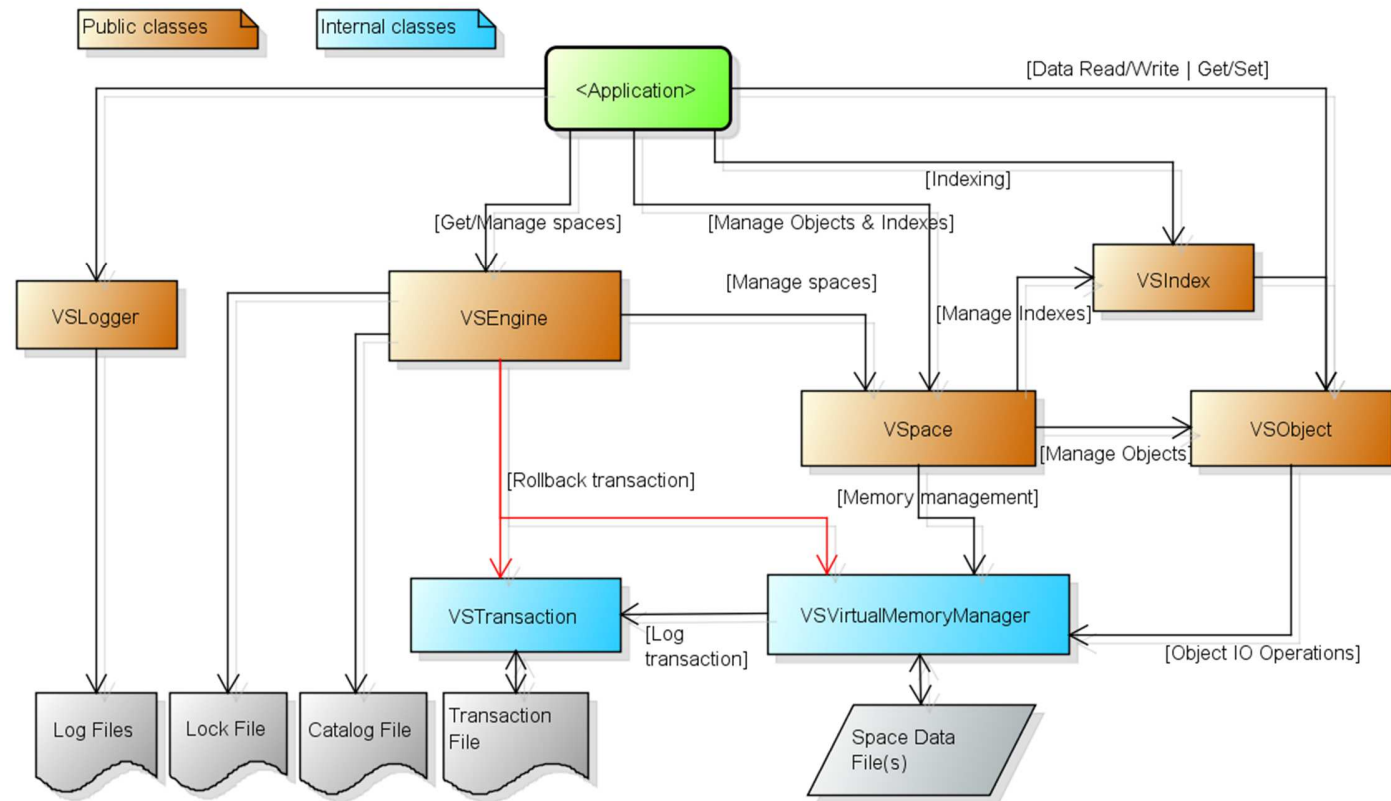 Public classes
Internal classes
<Application>
[Data Read/Write | Get/Set]
[Indexing]
[Get/Manage spaces]
[Manage Objects & Indexes]
VSLogger
VSEngine
[Manage spaces]
VSIndex
[Manage Indexes]
VSpace
VSObject
[Manage Objects]
[Rollback transaction]
[Memory management]
VSTransaction
VSVirtualMemoryManager
[Log
transaction]
[Object IO Operations]
Log Files
Lock File
Catalog File
Transaction
File
Space Data
File(s)